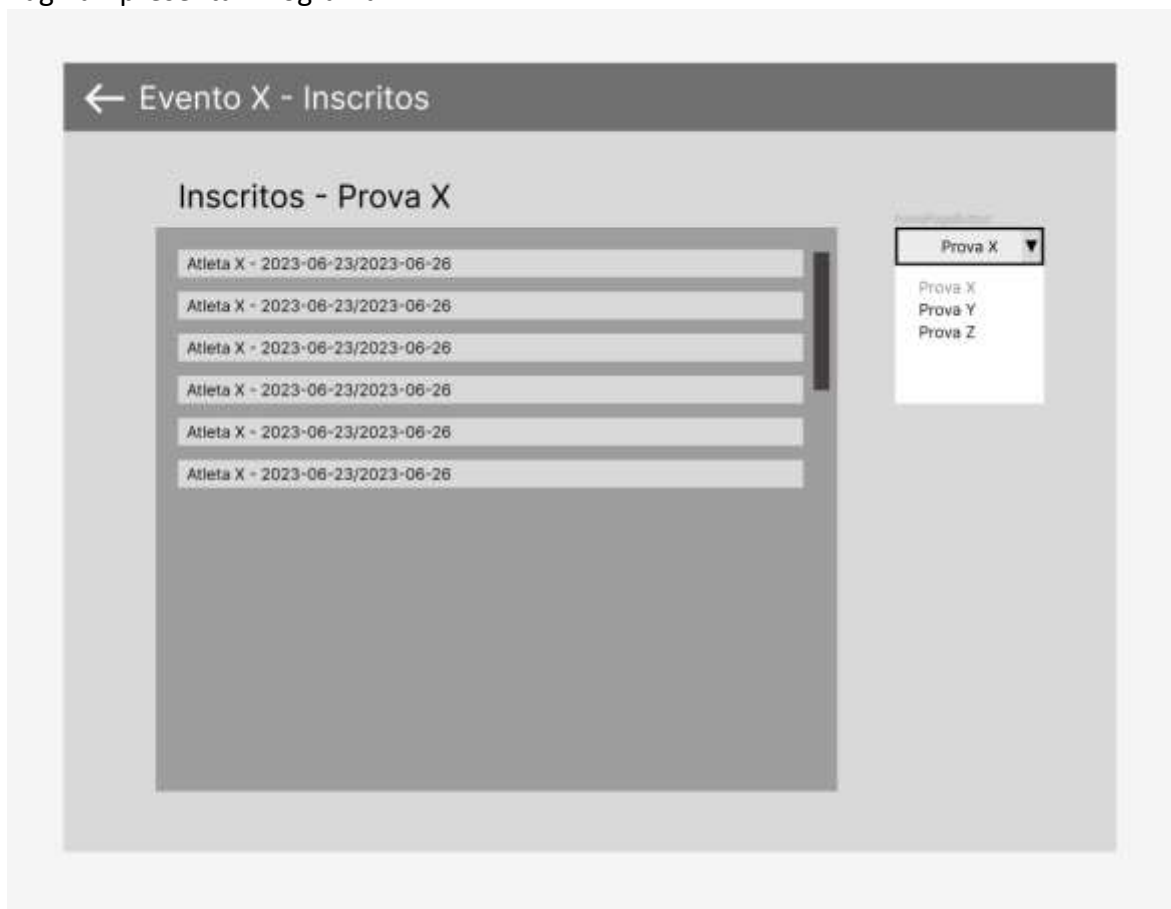 ← Evento X - Inscritos
Inscritos - Prova X
Prova X ▼
Atleta X - 2023-06-23/2023-06-26
Prova X
Atleta X - 2023-06-23/2023-06-26
Prova Y
Prova Z
Atleta X - 2023-06-23/2023-06-26
Atleta X - 2023-06-23/2023-06-26
Atleta X - 2023-06-23/2023-06-26
Atleta X - 2023-06-23/2023-06-26